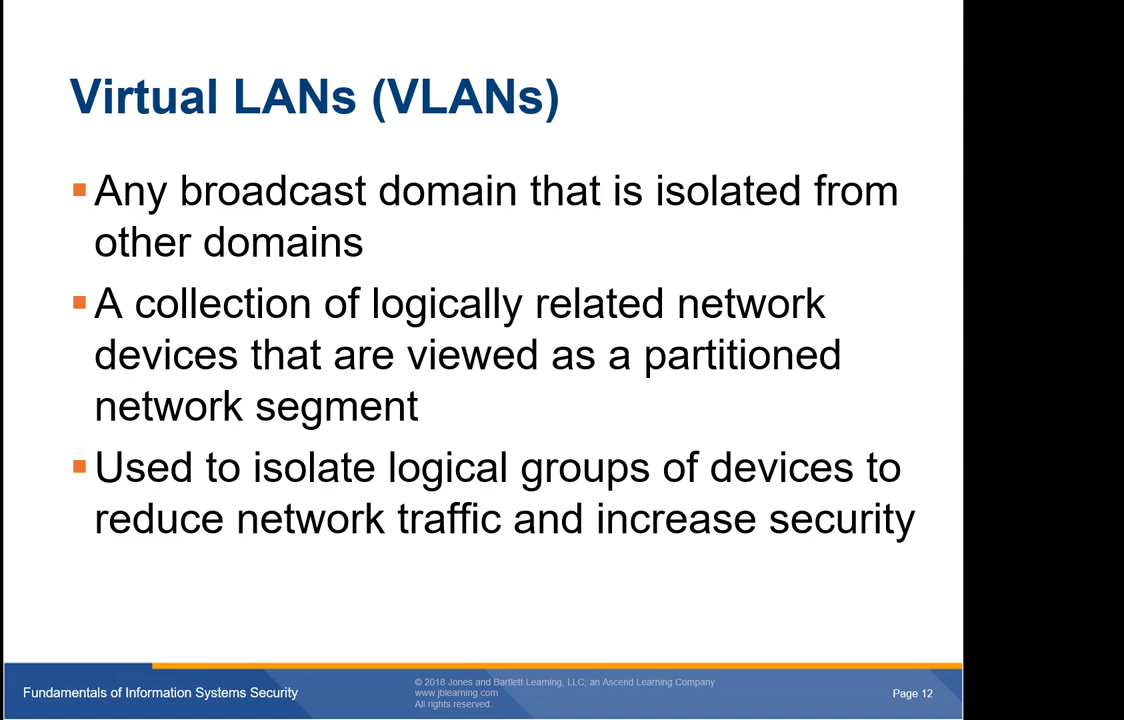 Virtual LANs (VLANs)
▪Any broadcast domain that is isolated from
other domains
▪A collection of logically related network
devices that are viewed as a partitioned
network segment
▪Used to isolate logical groups of devices to
reduce network traffic and increase security
Fundamentals of Information Systems Security
© 2018 Jones and Bartlett Learning, LLC, an Ascend Learning Company
www.jblearning.com
All rights reserved.
Page 12